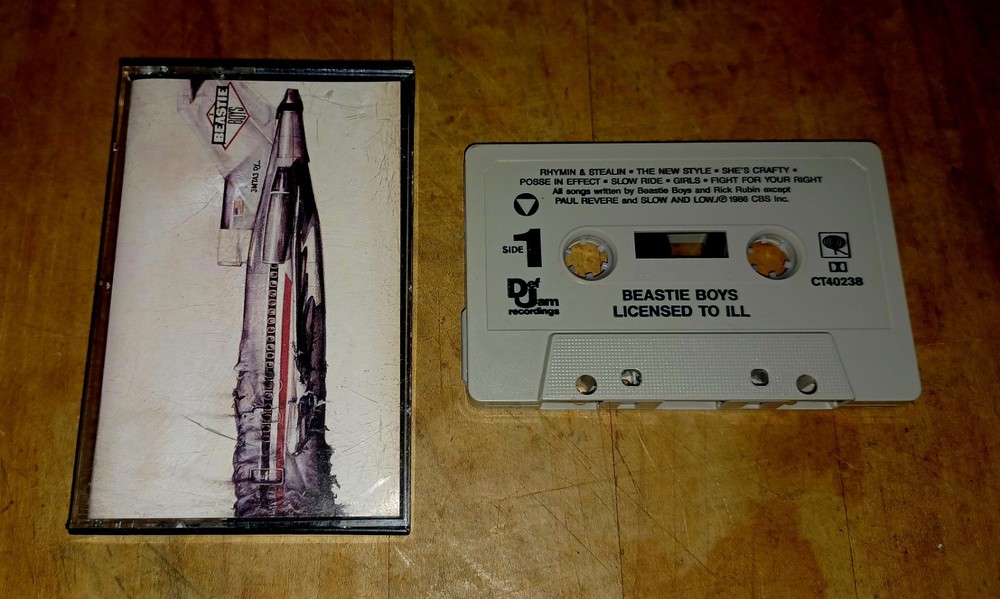 BEASTIE
BOYS
3MTA3 DY...
RHYMIN & STEALIN • THE NEW STYLE • SHE'S CRAFTY •
POSSE IN EFFECT • SLOW RIDE • GIRLS • FIGHT FOR YOUR RIGHT
All songs written by Beastie Boys and Rick Rubin except
PAUL REVERE and SLOW AND LOW./℗ 1986 CBS Inc.
SIDE 1
Def
Jam
recordings
CT40238
BEASTIE BOYS
LICENSED TO ILL